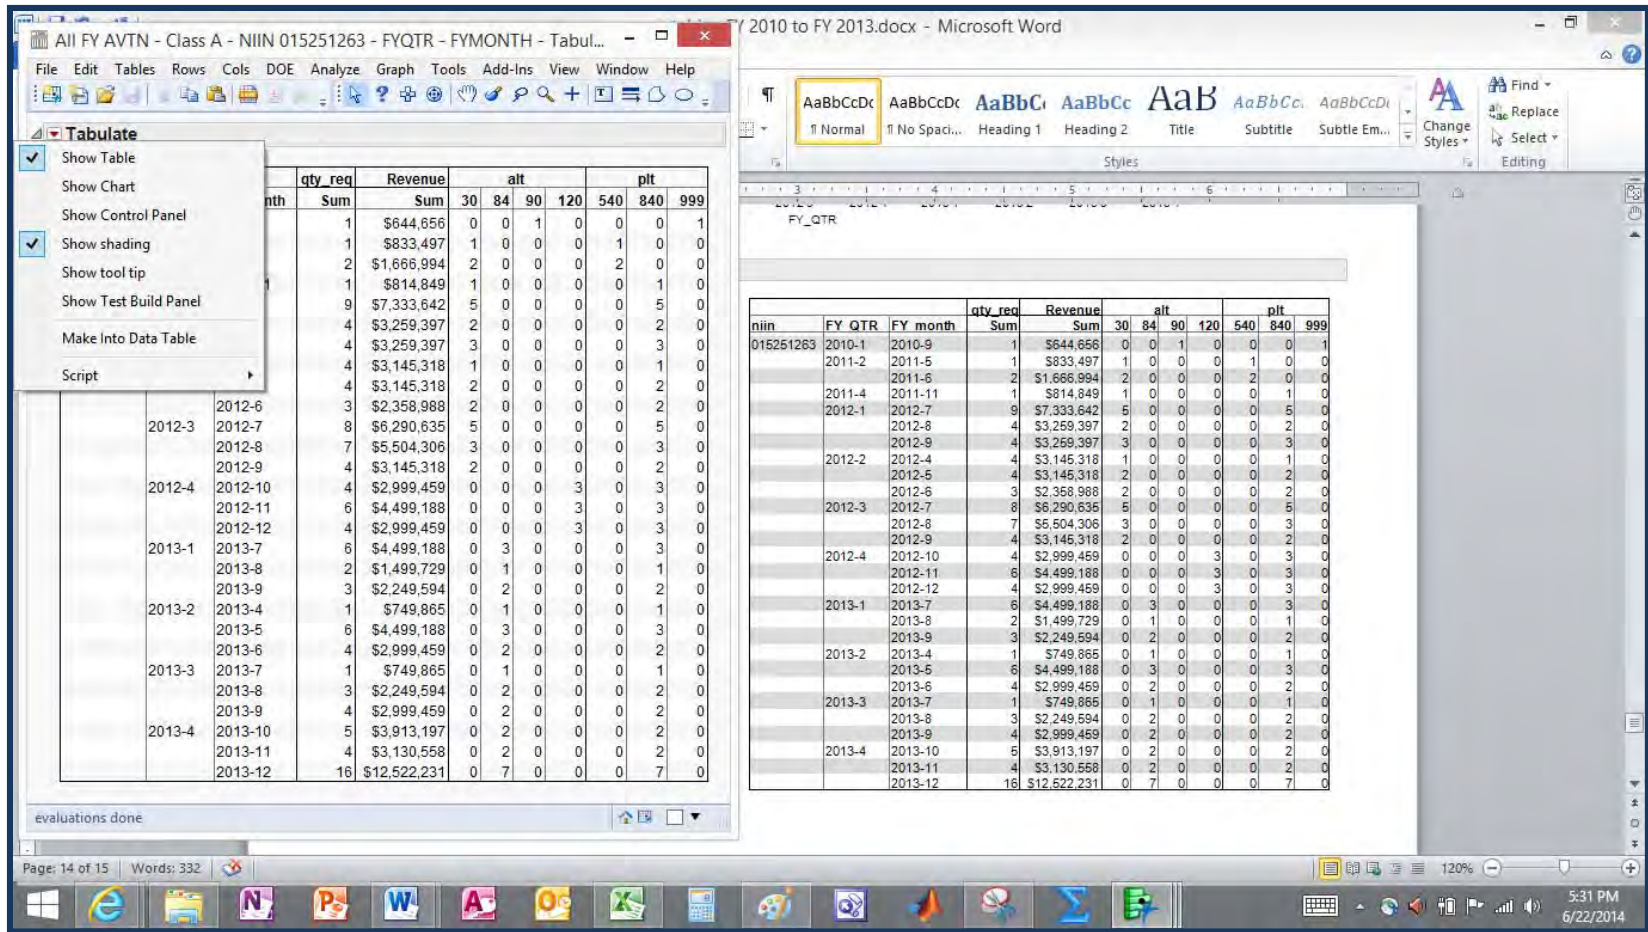 All FY AVTN - Class A - NIIN 015251263 - FYQTR - FYMONTH - Tabul...
Y 2010 to FY 2013.docx - Microsoft Word
File Edit Tables Rows Cols DOE Analyze Graph Tools Add-Ins View Window Help
AaBbCcDc AaBbCcDc AaBbC AaBbCc AaB AaBbCc. AaBbCcDi
¶ Normal ¶ No Spaci... Heading 1 Heading 2 Title Subtitle Subtle Em...
Change Styles
Find
Replace
Select
Styles
Editing
Tabulate
Show Table
Show Chart
Show Control Panel
Show shading
Show tool tip
Show Test Build Panel
Make Into Data Table
Script
qty_req Revenue alt plt
nth Sum Sum 30 84 90 120 540 840 999
1 $644,656 0 0 1 0 0 0 1
1 $833,497 1 0 0 0 1 0 0
2 $1,666,994 2 0 0 0 2 0 0
1 1 $814,849 1 0 0 0 0 1 0
9 $7,333,642 5 0 0 0 0 5 0
4 $3,259,397 2 0 0 0 0 2 0
4 $3,259,397 3 0 0 0 0 3 0
4 $3,145,318 1 0 0 0 0 1 0
4 $3,145,318 2 0 0 0 0 2 0
2012-6 3 $2,358,988 2 0 0 0 0 2 0
2012-3 2012-7 8 $6,290,635 5 0 0 0 0 5 0
2012-8 7 $5,504,306 3 0 0 0 0 3 0
2012-9 4 $3,145,318 2 0 0 0 0 2 0
2012-4 2012-10 4 $2,999,459 0 0 0 3 0 3 0
2012-11 6 $4,499,188 0 0 0 3 0 3 0
2012-12 4 $2,999,459 0 0 0 3 0 3 0
2013-1 2013-7 6 $4,499,188 0 3 0 0 0 3 0
2013-8 2 $1,499,729 0 1 0 0 0 1 0
2013-9 3 $2,249,594 0 2 0 0 0 2 0
2013-2 2013-4 1 $749,865 0 1 0 0 0 1 0
2013-5 6 $4,499,188 0 3 0 0 0 3 0
2013-6 4 $2,999,459 0 2 0 0 0 2 0
2013-3 2013-7 1 $749,865 0 1 0 0 0 1 0
2013-8 3 $2,249,594 0 2 0 0 0 2 0
2013-9 4 $2,999,459 0 2 0 0 0 2 0
2013-4 2013-10 5 $3,913,197 0 2 0 0 0 2 0
2013-11 4 $3,130,558 0 2 0 0 0 2 0
2013-12 16 $12,522,231 0 7 0 0 0 7 0
evaluations done
3 4 5 6
FY_QTR
qty_req Revenue alt plt
niin FY_QTR FY_month Sum Sum 30 84 90 120 540 840 999
015251263 2010-1 2010-9 1 $644,656 0 0 1 0 0 0 1
2011-2 2011-5 1 $833,497 1 0 0 0 1 0 0
2011-6 2 $1,666,994 2 0 0 0 2 0 0
2011-4 2011-11 1 $814,849 1 0 0 0 0 1 0
2012-1 2012-7 9 $7,333,642 5 0 0 0 0 5 0
2012-8 4 $3,259,397 2 0 0 0 0 2 0
2012-9 4 $3,259,397 3 0 0 0 0 3 0
2012-2 2012-4 4 $3,145,318 1 0 0 0 0 1 0
2012-5 4 $3,145,318 2 0 0 0 0 2 0
2012-6 3 $2,358,988 2 0 0 0 0 2 0
2012-3 2012-7 8 $6,290,635 5 0 0 0 0 5 0
2012-8 7 $5,504,306 3 0 0 0 0 3 0
2012-9 4 $3,145,318 2 0 0 0 0 2 0
2012-4 2012-10 4 $2,999,459 0 0 0 3 0 3 0
2012-11 6 $4,499,188 0 0 0 3 0 3 0
2012-12 4 $2,999,459 0 0 0 3 0 3 0
2013-1 2013-7 6 $4,499,188 0 3 0 0 0 3 0
2013-8 2 $1,499,729 0 1 0 0 0 1 0
2013-9 3 $2,249,594 0 2 0 0 0 2 0
2013-2 2013-4 1 $749,865 0 1 0 0 0 1 0
2013-5 6 $4,499,188 0 3 0 0 0 3 0
2013-6 4 $2,999,459 0 2 0 0 0 2 0
2013-3 2013-7 1 $749,865 0 1 0 0 0 1 0
2013-8 3 $2,249,594 0 2 0 0 0 2 0
2013-9 4 $2,999,459 0 2 0 0 0 2 0
2013-4 2013-10 5 $3,913,197 0 2 0 0 0 2 0
2013-11 4 $3,130,558 0 2 0 0 0 2 0
2013-12 16 $12,522,231 0 7 0 0 0 7 0
Page: 14 of 15 Words: 332
120%
5:31 PM
6/22/2014